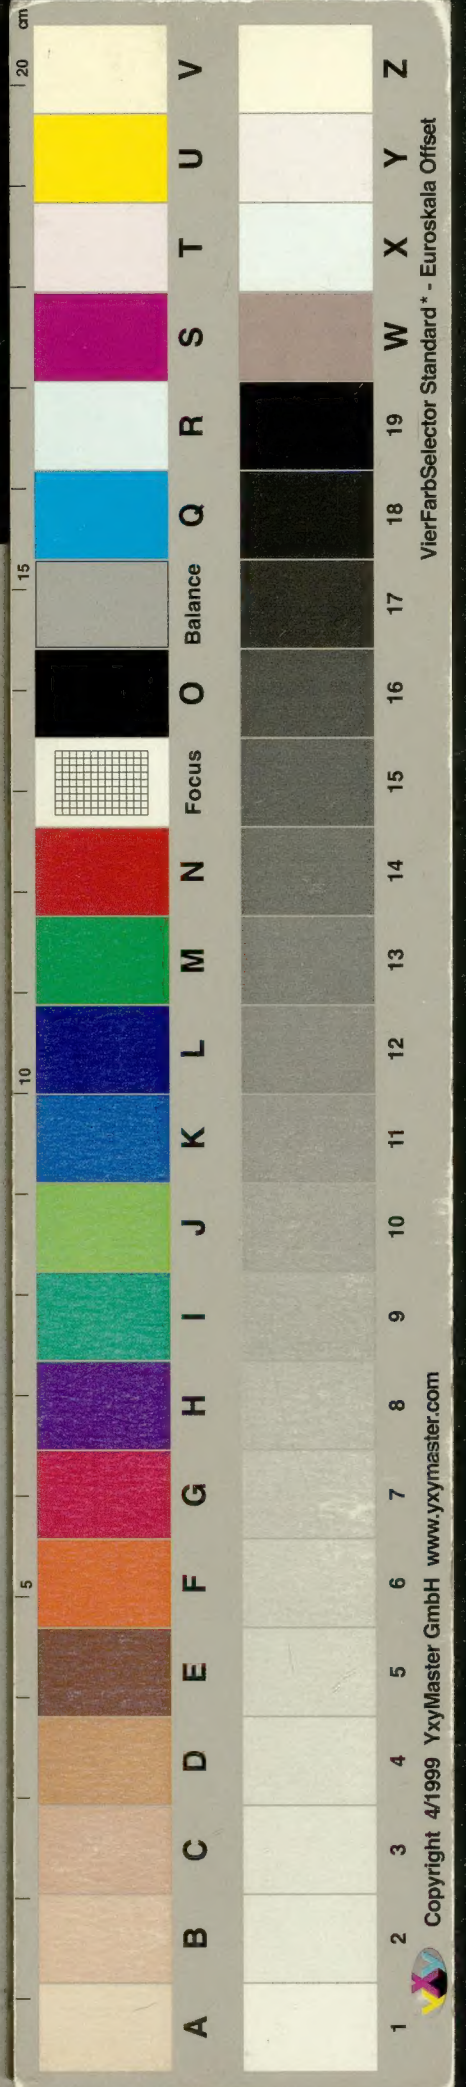 cm 5 10 15 20
A B C D E F G H I J K L M N Focus O Balance Q R S T U V
1 2 3 4 5 6 7 8 9 10 11 12 13 14 15 16 17 18 19 W X Y Z
yxy Copyright 4/1999 YxyMaster GmbH www.yxymaster.com VierFarbSelector Standard* - Euroskala Offset